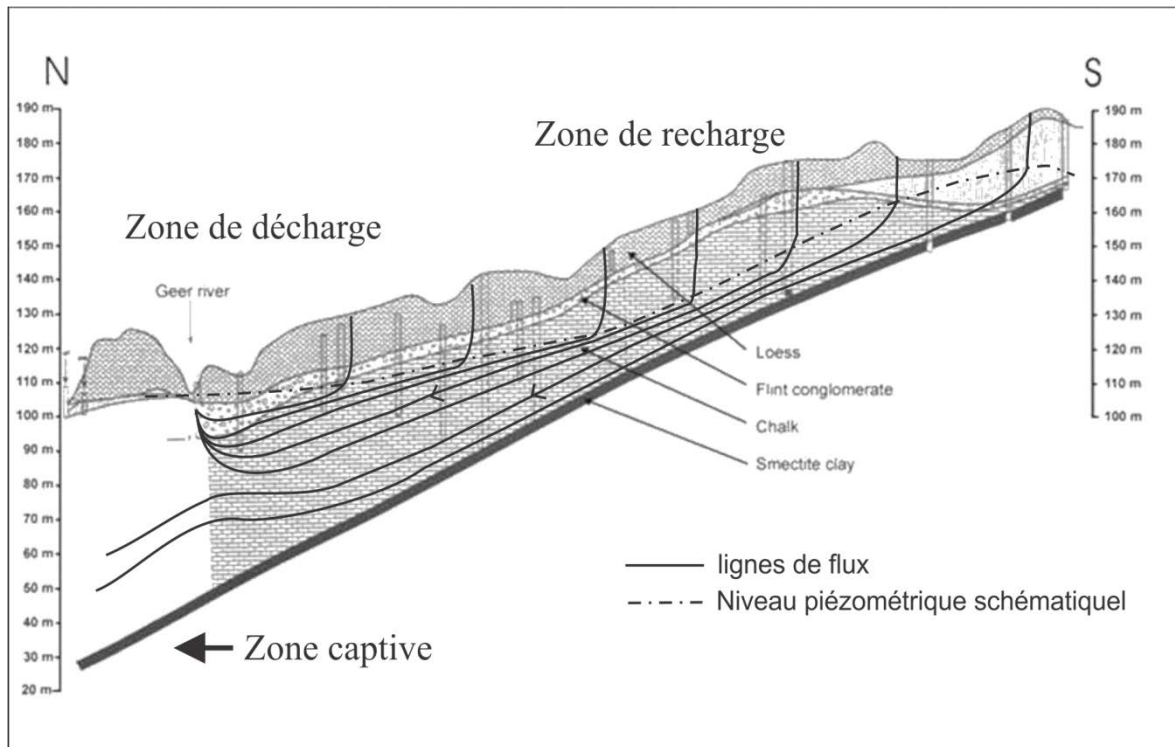 N
S
190 m
180 m
170 m
160 m
150 m
140 m
130 m
120 m
110 m
100 m
90 m
80 m
70 m
60 m
50 m
40 m
30 m
20 m
Zone de recharge
Zone de décharge
Geer river
190 m
180 m
170 m
160 m
150 m
140 m
130 m
120 m
110 m
100 m
Loess
Flint conglomerate
Chalk
Smectite clay
lignes de flux
Niveau piézométrique schématiquel
Zone captive